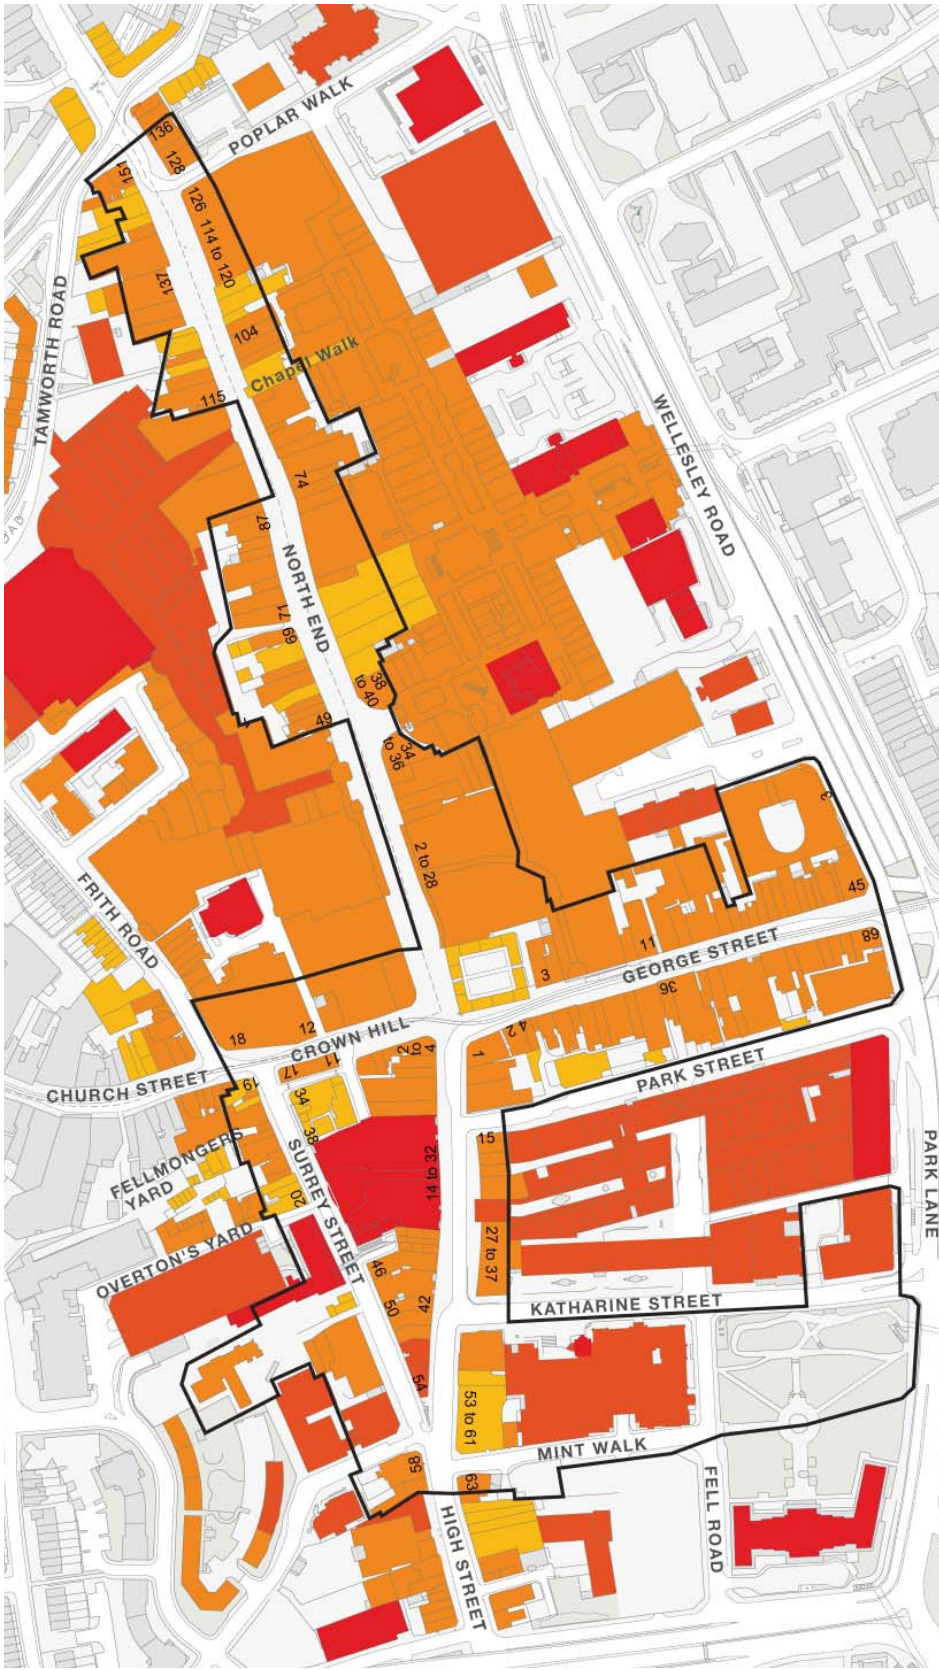 POPLAR WALK
136
128
151
126
114 to 120
137
104
TAMWORTH ROAD
Chapel Walk
115
WELLESLEY ROAD
74
87
NORTH END
71
69
38
to 40
49
34
to 36
3
2 to 28
45
FRITH ROAD
11
GEORGE STREET
89
3
36
18
12
CROWN HILL
4 2
2
to
4
1
11
17
PARK STREET
CHURCH STREET
19
34
38
15
FELLMONGERS
YARD
SURREY STREET
14 to 32
PARK LANE
20
OVERTON'S YARD
27 to 37
46
50
42
KATHARINE STREET
54
53 to 61
MINT WALK
58
63
FELL ROAD
HIGH STREET